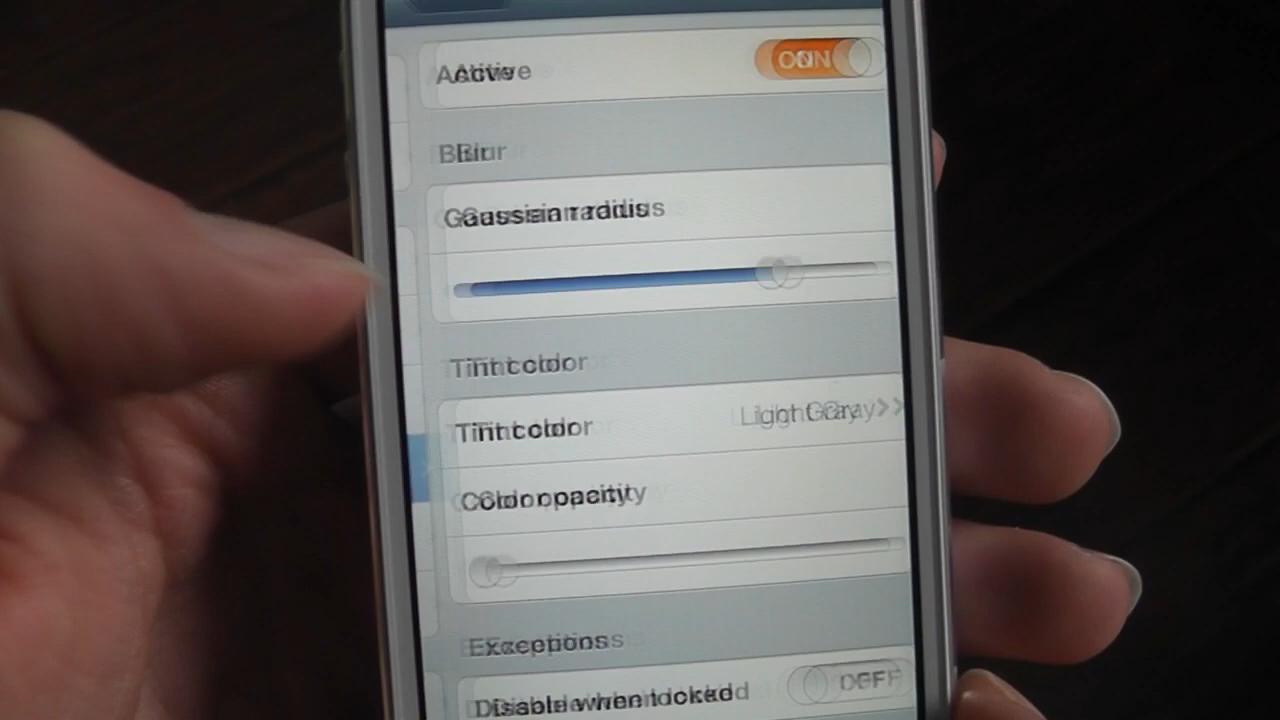 Active ON
Blur
Gaussian radius
Tint color
Tint color Light Gray
Color opacity
Exceptions
Disable when locked OFF